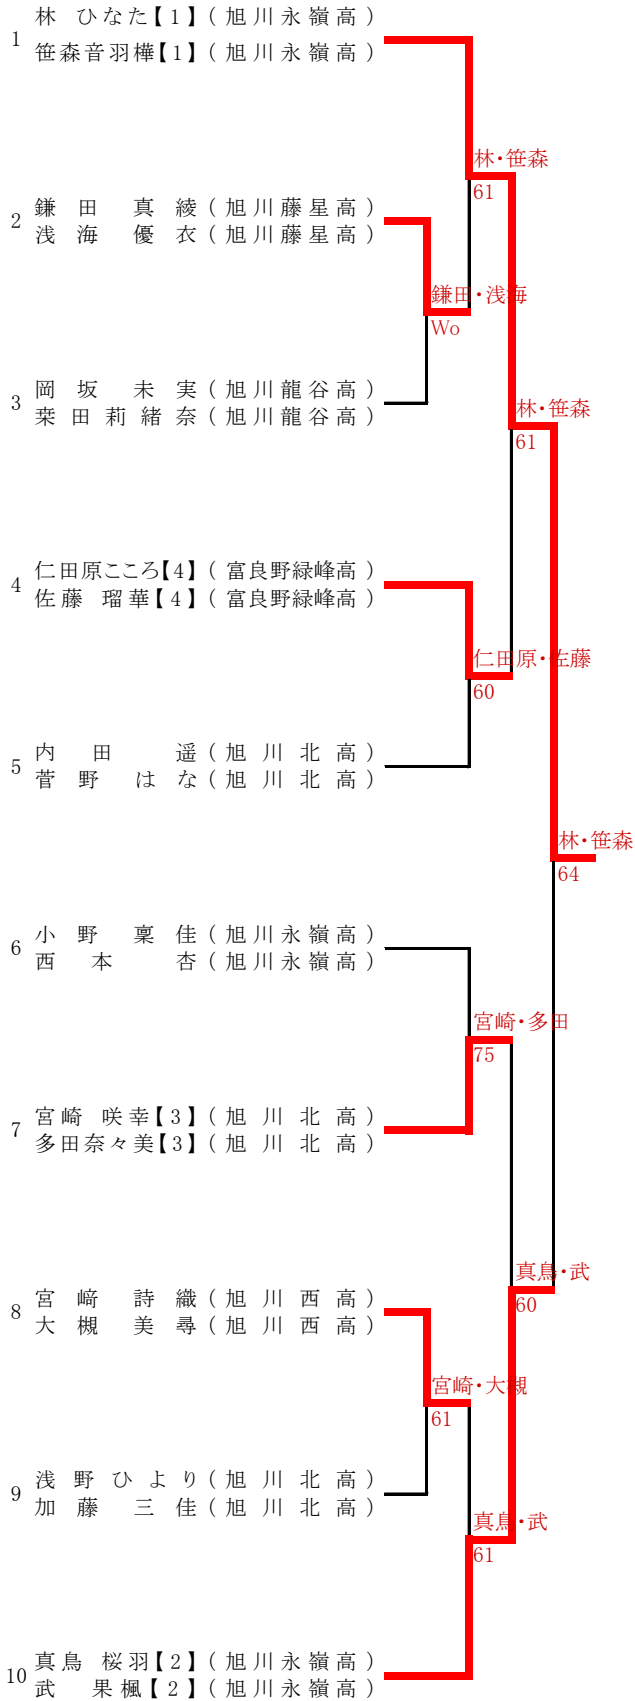 林 ひなた【1】(旭川永嶺高)
1
笹森音羽樺【1】(旭川永嶺高)
林・笹森
61
鎌田 真綾(旭川藤星高)
2
浅海 優衣(旭川藤星高)
鎌田・浅海
Wo
岡坂 未実(旭川龍谷高)
3
桒田莉緒奈(旭川龍谷高)
林・笹森
61
仁田原こころ【4】(富良野緑峰高)
4
佐藤 瑠華【4】(富良野緑峰高)
仁田原・佐藤
60
内田 遥(旭川北高)
5
菅野はな(旭川北高)
林・笹森
64
小野 稟佳(旭川永嶺高)
6
西本 杏(旭川永嶺高)
宮崎・多田
75
宮崎 咲幸【3】(旭川北高)
7
多田奈々美【3】(旭川北高)
真鳥・武
60
宮﨑 詩織(旭川西高)
8
大槻 美尋(旭川西高)
宮崎・大槻
61
浅野ひより(旭川北高)
9
加藤 三佳(旭川北高)
真鳥・武
61
真鳥 桜羽【2】(旭川永嶺高)
10
武 果楓【2】(旭川永嶺高)